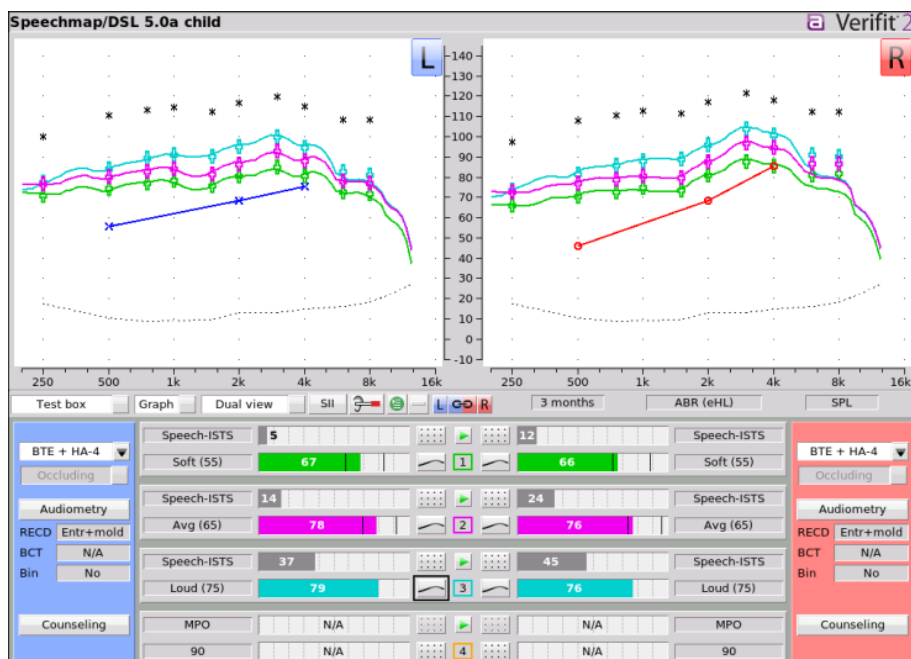 Speechmap/DSL 5.0a child
a Verifit 2
L
R
140
130
120
110
100
90
80
70
60
50
40
30
20
10
0
-10
250 500 1k 2k 4k 8k 16k
250 500 1k 2k 4k 8k 16k
Test box Graph Dual view SII L R 3 months ABR (eHL) SPL
BTE + HA-4
Occluding
Audiometry
RECD Entr+mold
BCT N/A
Bin No
Counseling
Speech-ISTS 5 12 Speech-ISTS
Soft (55) 67 1 66 Soft (55)
Speech-ISTS 14 24 Speech-ISTS
Avg (65) 78 2 76 Avg (65)
Speech-ISTS 37 45 Speech-ISTS
Loud (75) 79 3 76 Loud (75)
MPO N/A N/A MPO
90 N/A 4 N/A 90
BTE + HA-4
Occluding
Audiometry
RECD Entr+mold
BCT N/A
Bin No
Counseling